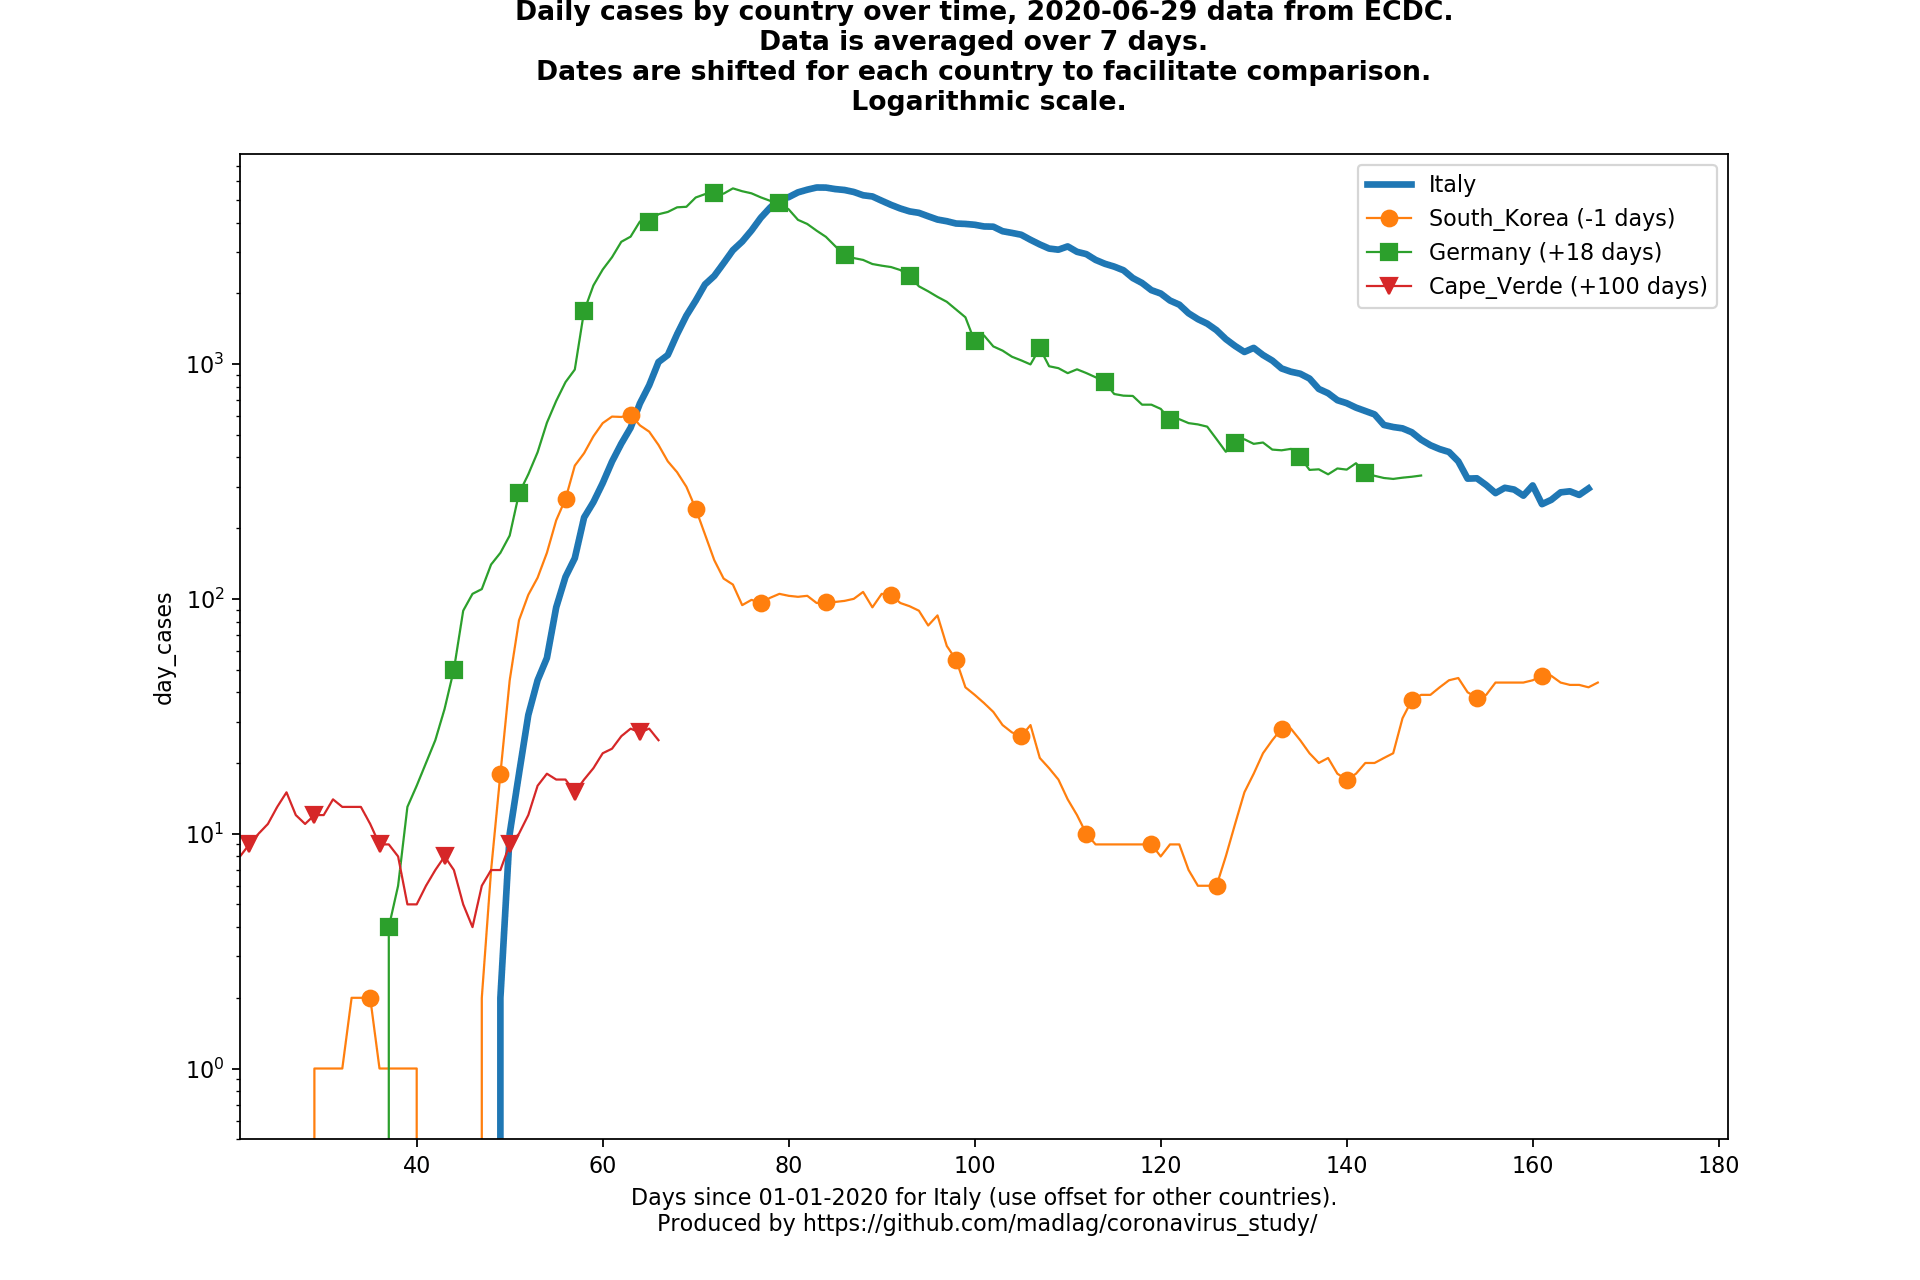 Daily cases by country over time, 2020-06-29 data from ECDC.
Data is averaged over 7 days.
Dates are shifted for each country to facilitate comparison.
Logarithmic scale.
Italy
South_Korea (-1 days)
Germany (+18 days)
Cape_Verde (+100 days)
day_cases
10³
10²
10¹
10⁰
40 60 80 100 120 140 160 180
Days since 01-01-2020 for Italy (use offset for other countries).
Produced by https://github.com/madlag/coronavirus_study/